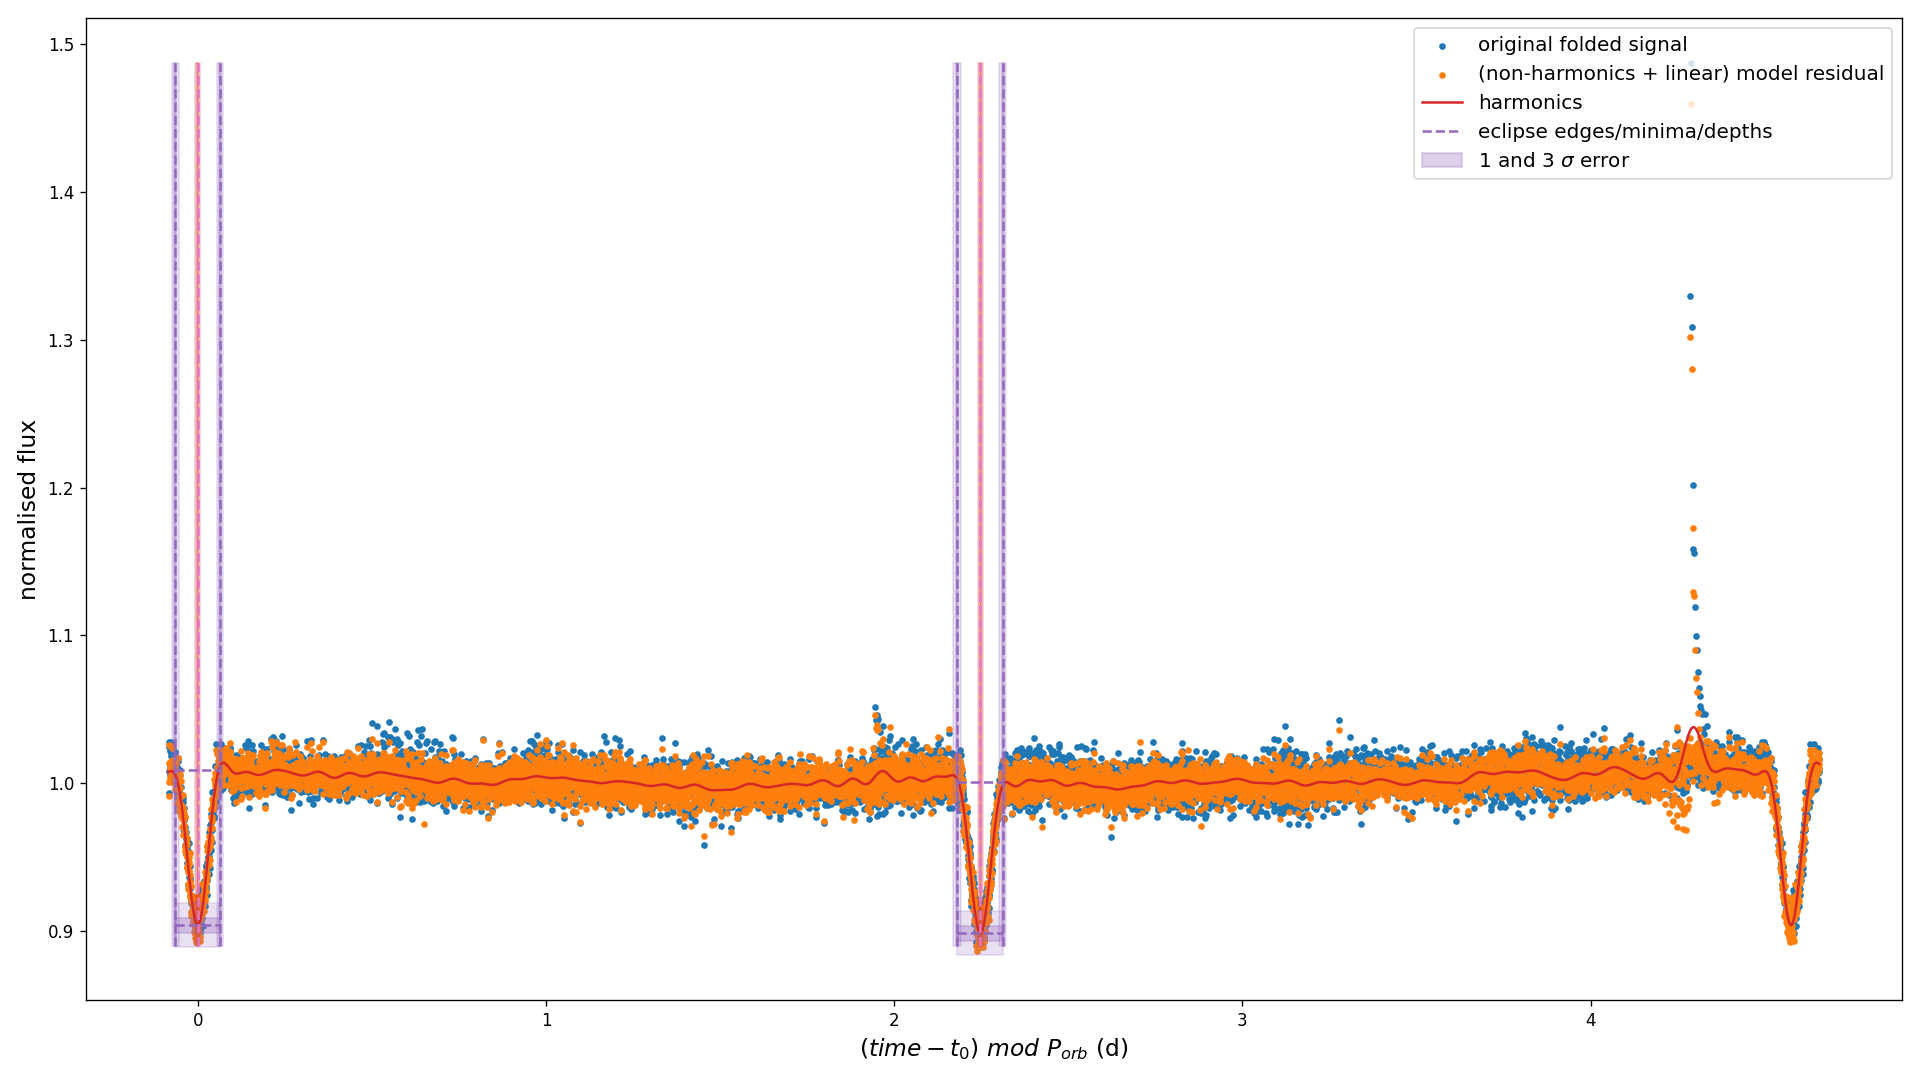 1.5
1.4
1.3
1.2
1.1
1.0
0.9
normalised flux
original folded signal
(non-harmonics + linear) model residual
harmonics
eclipse edges/minima/depths
1 and 3 σ error
0 1 2 3 4
(time − t₀) mod Pₒᵣb (d)